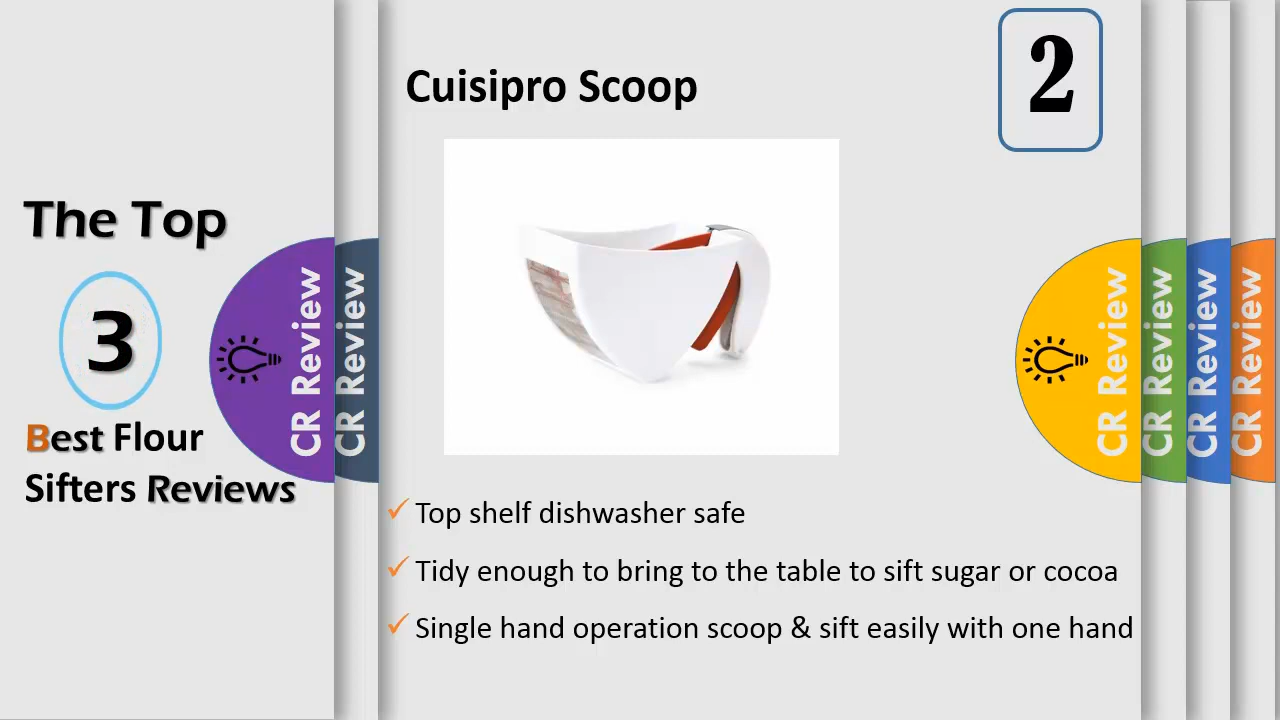 The Top
3
Best Flour
Sifters Reviews
CR Review
CR Review
Cuisipro Scoop
2
Top shelf dishwasher safe
Tidy enough to bring to the table to sift sugar or cocoa
Single hand operation scoop & sift easily with one hand
CR Review
CR Review
CR Review
CR Review